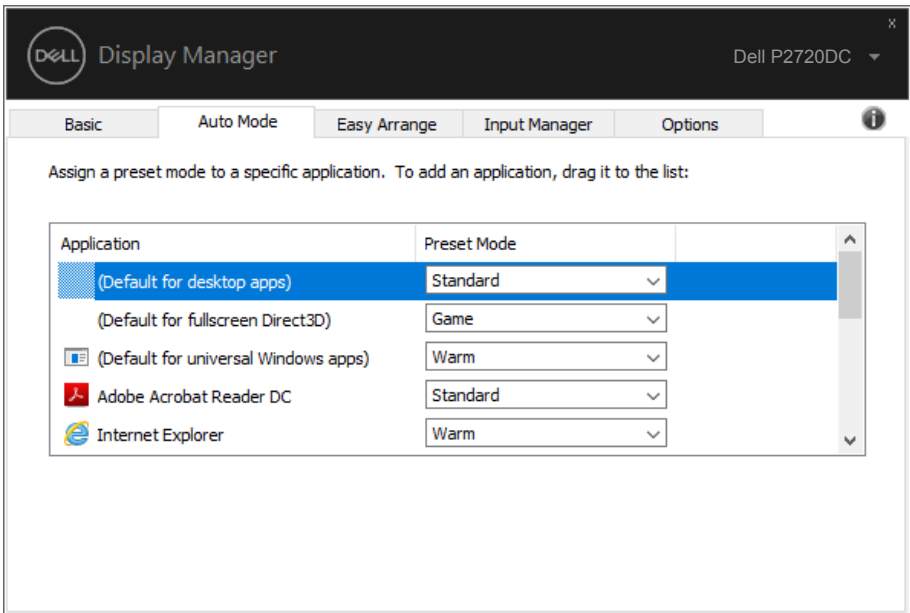 DELL Display Manager
x
Dell P2720DC
Basic Auto Mode Easy Arrange Input Manager Options
Assign a preset mode to a specific application. To add an application, drag it to the list:
Application Preset Mode
(Default for desktop apps) Standard
(Default for fullscreen Direct3D) Game
(Default for universal Windows apps) Warm
Adobe Acrobat Reader DC Standard
Internet Explorer Warm